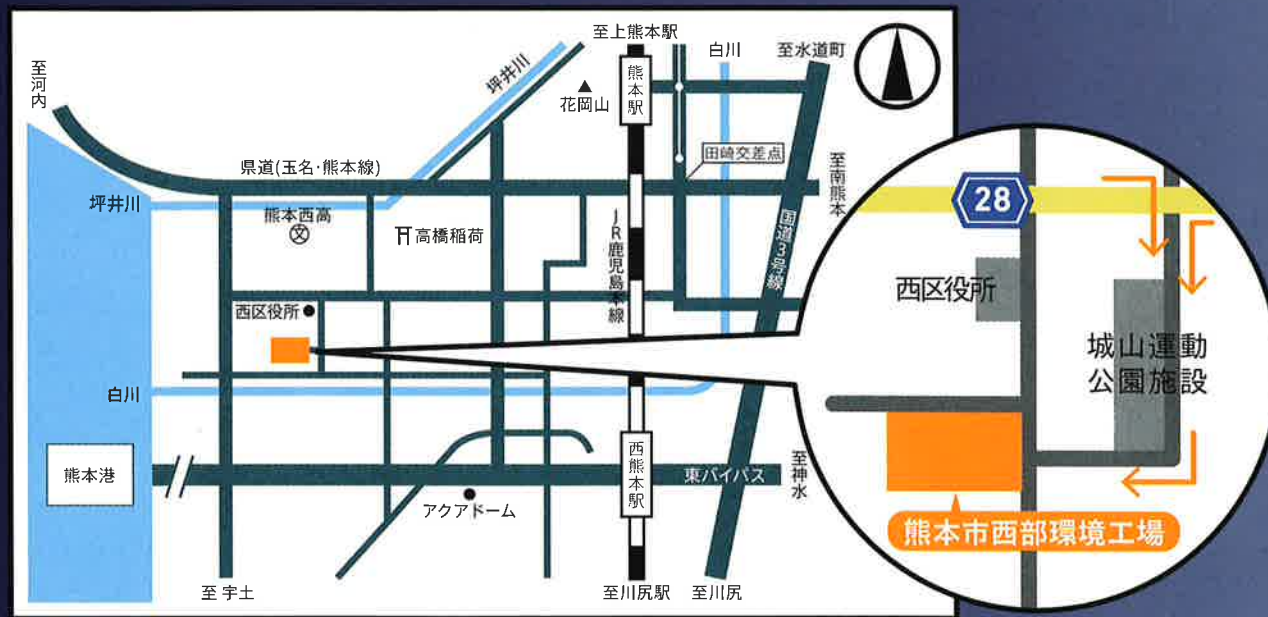 至上熊本駅
白川
至水道町
至河内
坪井川
花岡山
熊本駅
田崎交差点
県道(玉名・熊本線)
至南熊本
坪井川
熊本西高
文
高橋稲荷
JR鹿児島本線
国道3号線
28
西区役所
西区役所
城山運動
公園施設
白川
熊本港
西熊本駅
東バイパス
至神水
アクアドーム
熊本市西部環境工場
至 宇土
至川尻駅
至川尻